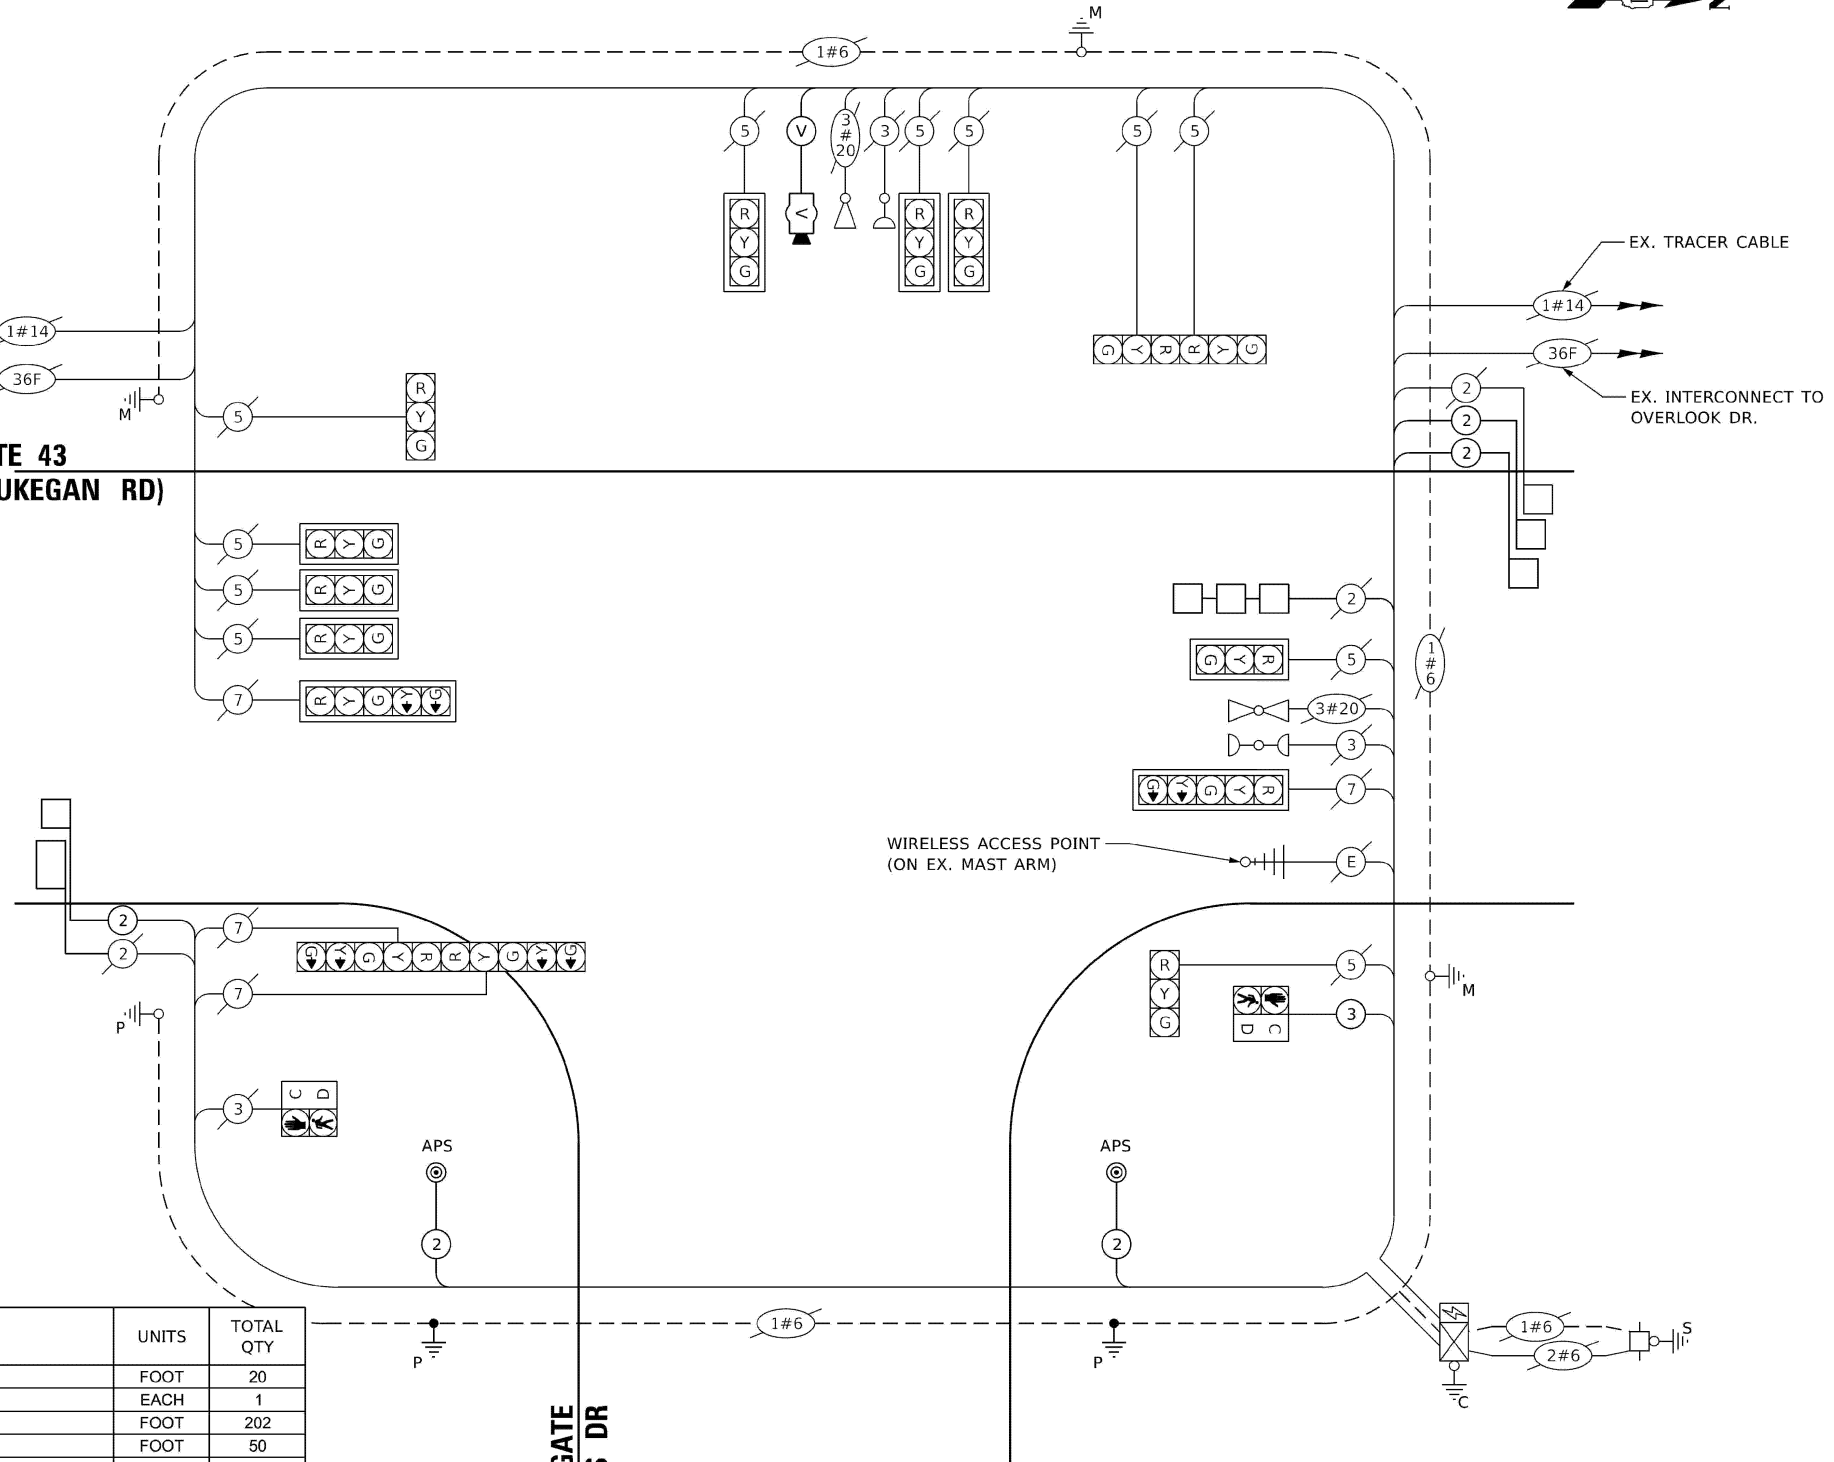 M
1#6
5
V
3
#
20
3
5
5
5
5
R
Y
G
V
R
Y
G
R
Y
G
EX. TRACER CABLE
1#14
1#14
G Y R R Y G
36F
36F
EX. INTERCONNECT TO
OVERLOOK DR.
M
5
R
Y
G
2
2
2
TE 43
UKEGAN RD)
5 R Y G
5 R Y G
5 R Y G
7 R Y G Y G
2
G Y R 5
1
#
6
3#20
3
G Y G Y R 7
WIRELESS ACCESS POINT
(ON EX. MAST ARM)
E
2
2
7
G Y G Y R R Y G Y G
7
R
Y
G
5
M
D C
3
P
3
C D
APS
APS
2
2
1#6
P
P
1#6
2#6
S
C
UNITS
TOTAL
QTY
FOOT 20
EACH 1
FOOT 202
FOOT 50
GATE
DR